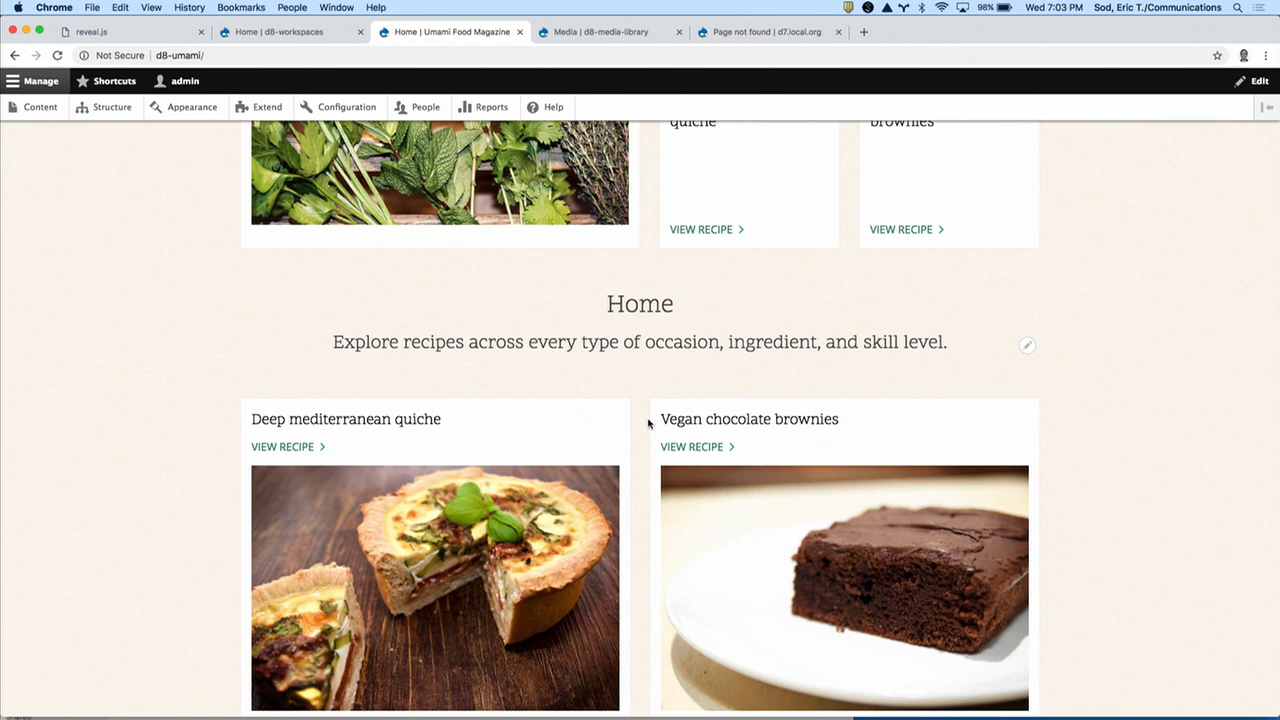 Chrome File Edit View History Bookmarks People Window Help 98% Wed 7:03 PM Sod, Eric T./Communications
reveal.js Home | d8-workspaces Home | Umami Food Magazine Media | d8-media-library Page not found | d7.local.org
Not Secure d8-umami/
Manage Shortcuts admin Edit
Content Structure Appearance Extend Configuration People Reports Help
quiche brownies
VIEW RECIPE VIEW RECIPE
Home
Explore recipes across every type of occasion, ingredient, and skill level.
Deep mediterranean quiche Vegan chocolate brownies
VIEW RECIPE VIEW RECIPE